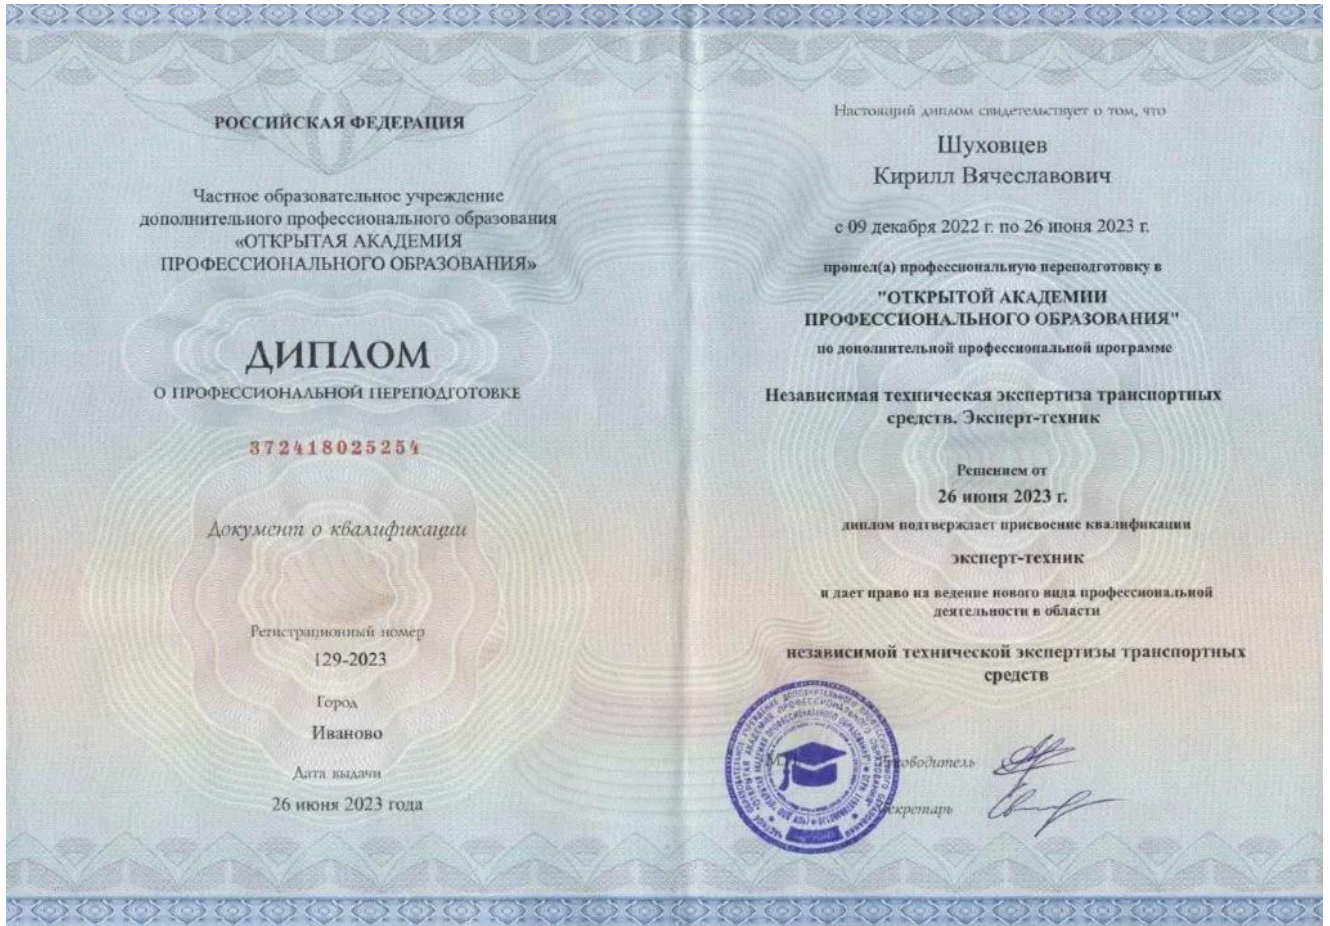 РОССИЙСКАЯ ФЕДЕРАЦИЯ
Частное образовательное учреждение
дополнительного профессионального образования
«ОТКРЫТАЯ АКАДЕМИЯ
ПРОФЕССИОНАЛЬНОГО ОБРАЗОВАНИЯ»
ДИПЛОМ
О ПРОФЕССИОНАЛЬНОЙ ПЕРЕПОДГОТОВКЕ
372418025254
Документ о квалификации
Регистрационный номер
129-2023
Город
Иваново
Дата выдачи
26 июня 2023 года
Настоящий диплом свидетельствует о том, что
Шуховцев
Кирилл Вячеславович
с 09 декабря 2022 г. по 26 июня 2023 г.
прошел(а) профессиональную переподготовку в
"ОТКРЫТОЙ АКАДЕМИИ
ПРОФЕССИОНАЛЬНОГО ОБРАЗОВАНИЯ"
по дополнительной профессиональной программе
Независимая техническая экспертиза транспортных
средств. Эксперт-техник
Решением от
26 июня 2023 г.
диплом подтверждает присвоение квалификации
эксперт-техник
и дает право на ведение нового вида профессиональной
деятельности в области
независимой технической экспертизы транспортных
средств
Руководитель
Секретарь